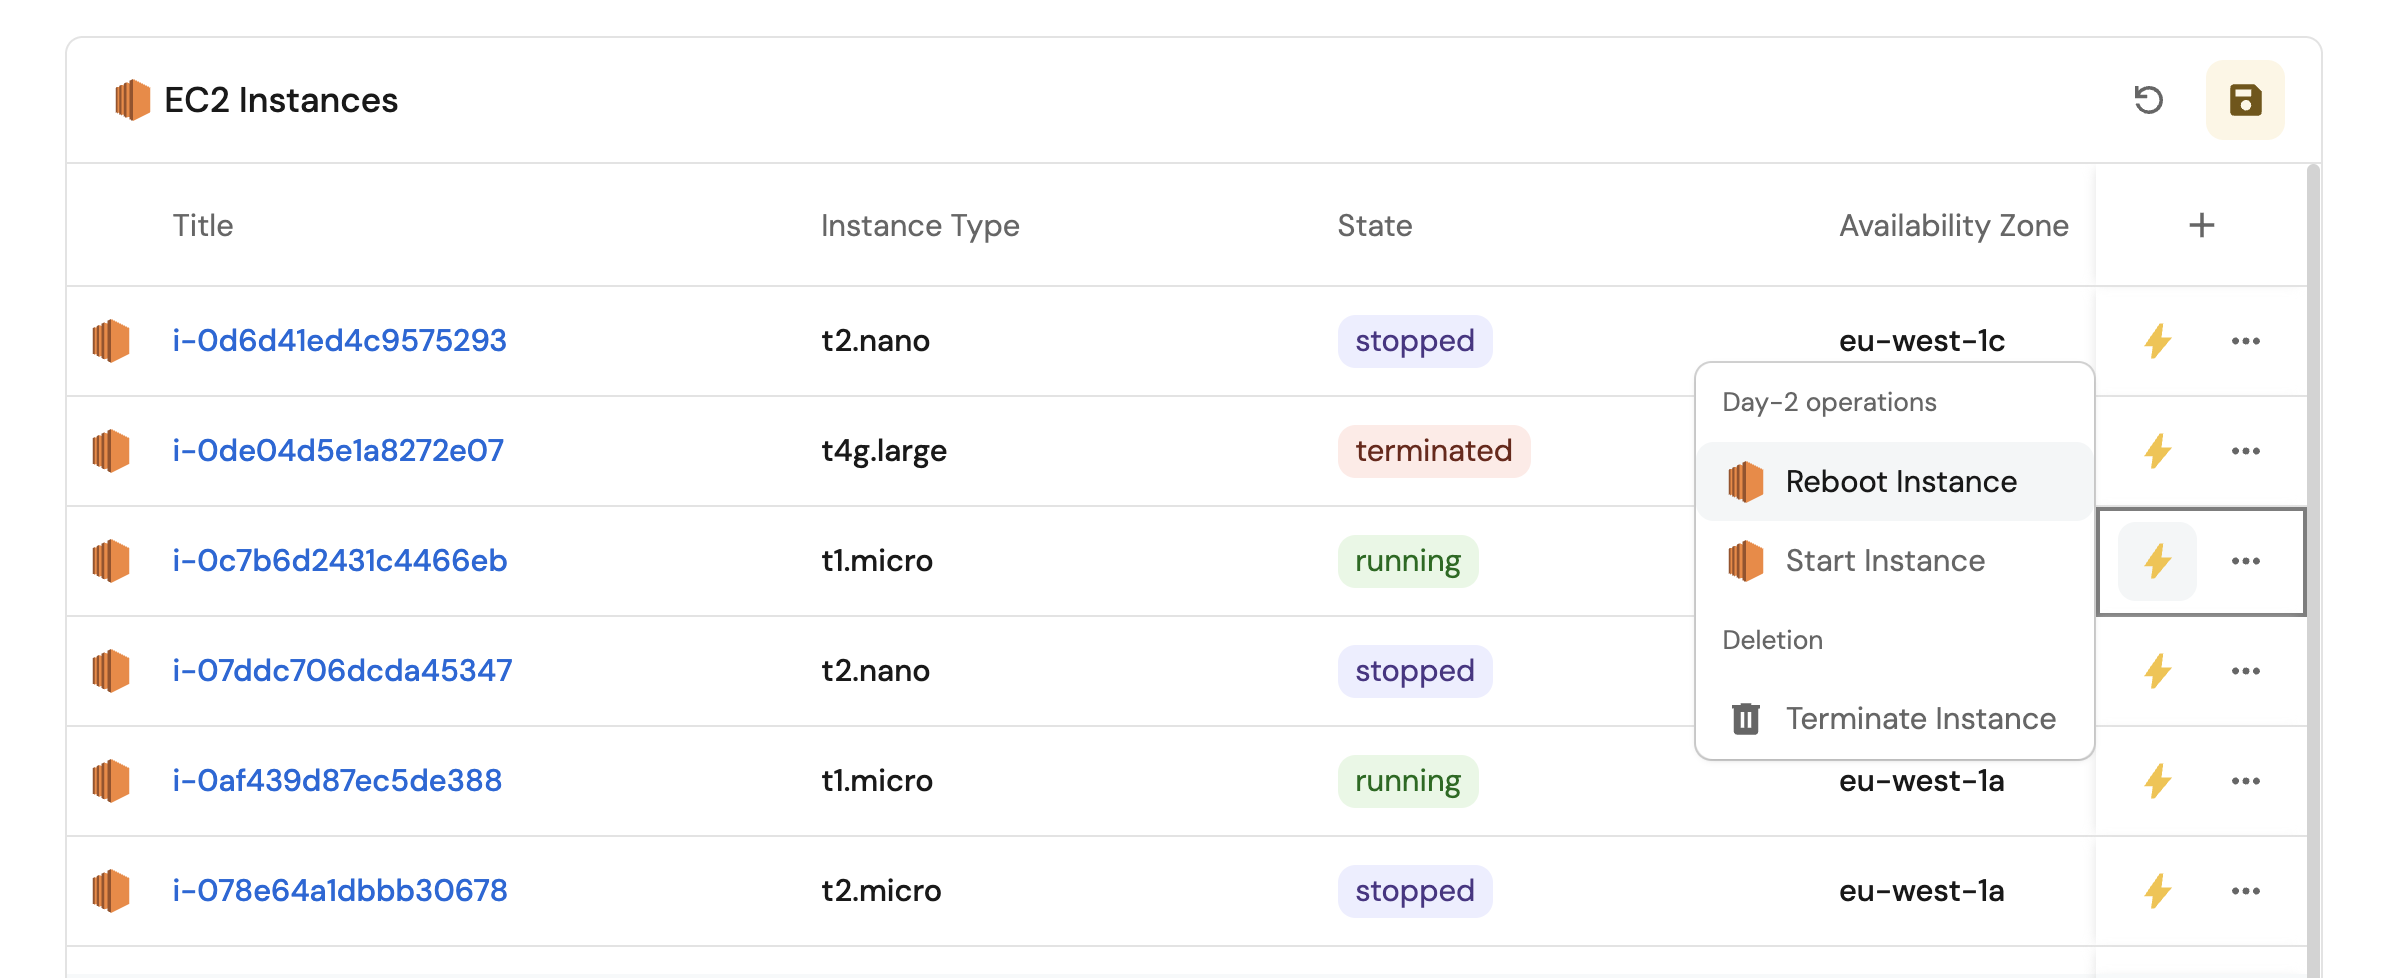 EC2 Instances
Title Instance Type State Availability Zone
i-0d6d41ed4c9575293 t2.nano stopped eu-west-1c
i-0de04d5e1a8272e07 t4g.large terminated
i-0c7b6d2431c4466eb t1.micro running
i-07ddc706dcda45347 t2.nano stopped
i-0af439d87ec5de388 t1.micro running eu-west-1a
i-078e64a1dbbb30678 t2.micro stopped eu-west-1a
Day-2 operations
Reboot Instance
Start Instance
Deletion
Terminate Instance